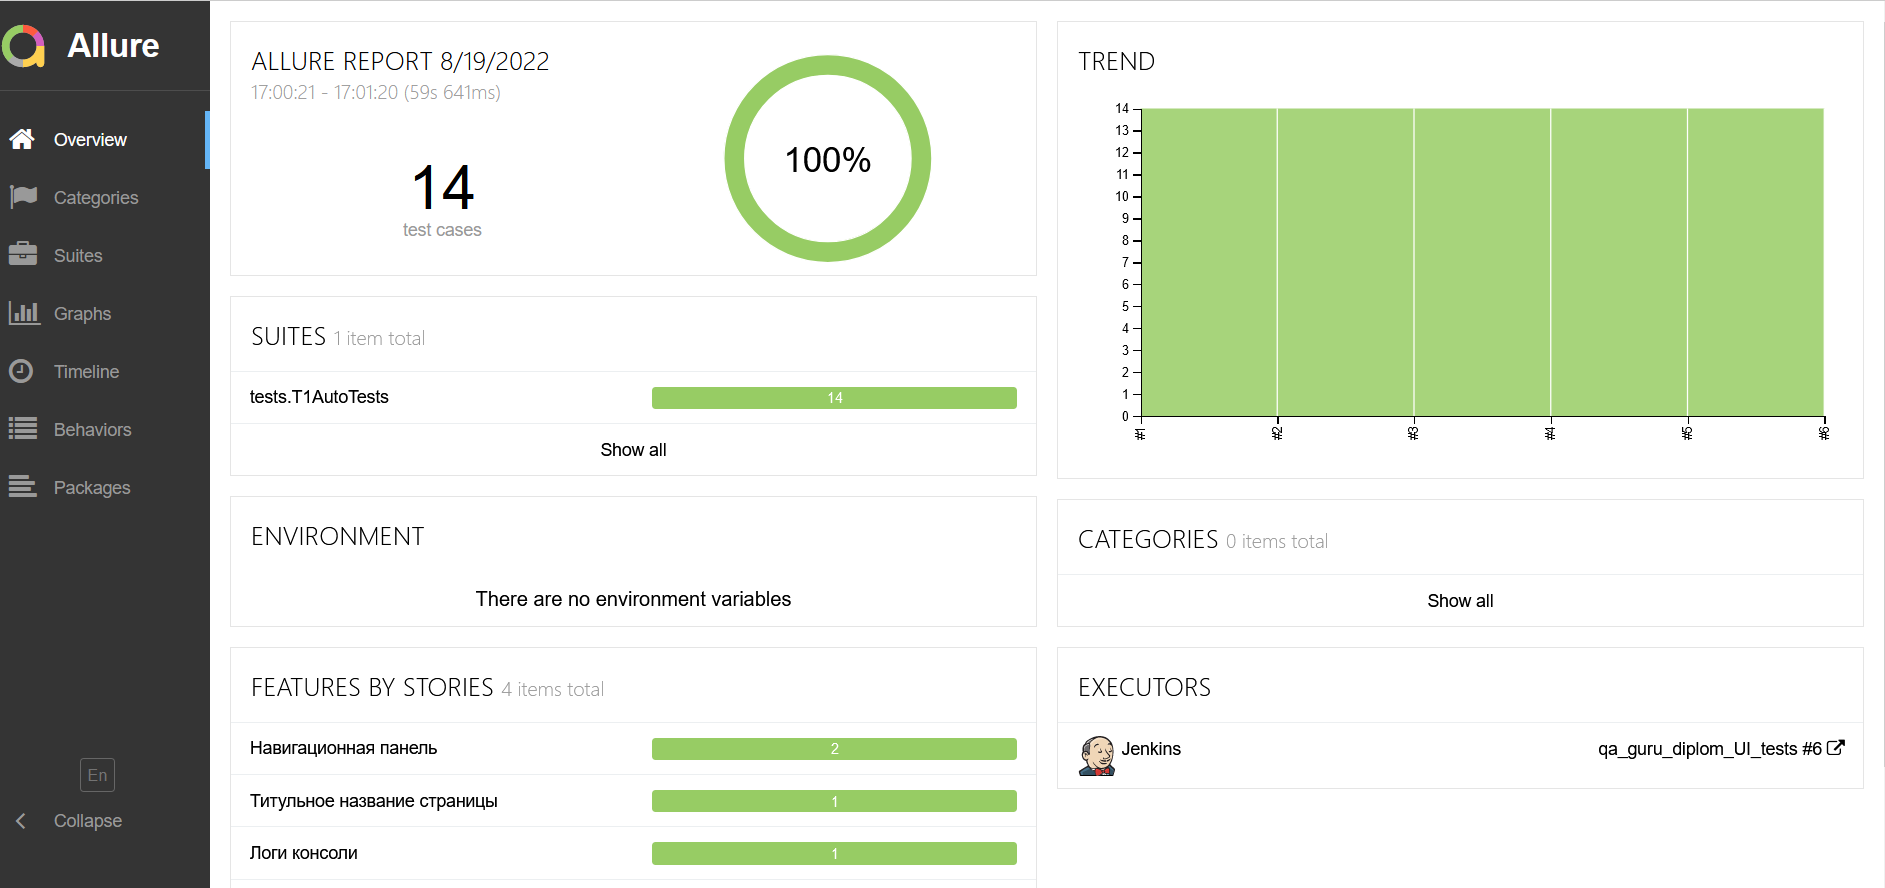 Allure
Overview
Categories
Suites
Graphs
Timeline
Behaviors
Packages
En
Collapse
ALLURE REPORT 8/19/2022
17:00:21 - 17:01:20 (59s 641ms)
14
test cases
100%
SUITES 1 item total
tests.T1AutoTests 14
Show all
ENVIRONMENT
There are no environment variables
FEATURES BY STORIES 4 items total
Навигационная панель 2
Титульное название страницы 1
Логи консоли 1
TREND
14
13
12
11
10
9
8
7
6
5
4
3
2
1
0
#1 #2 #3 #4 #5 #6
CATEGORIES 0 items total
Show all
EXECUTORS
Jenkins qa_guru_diplom_UI_tests #6